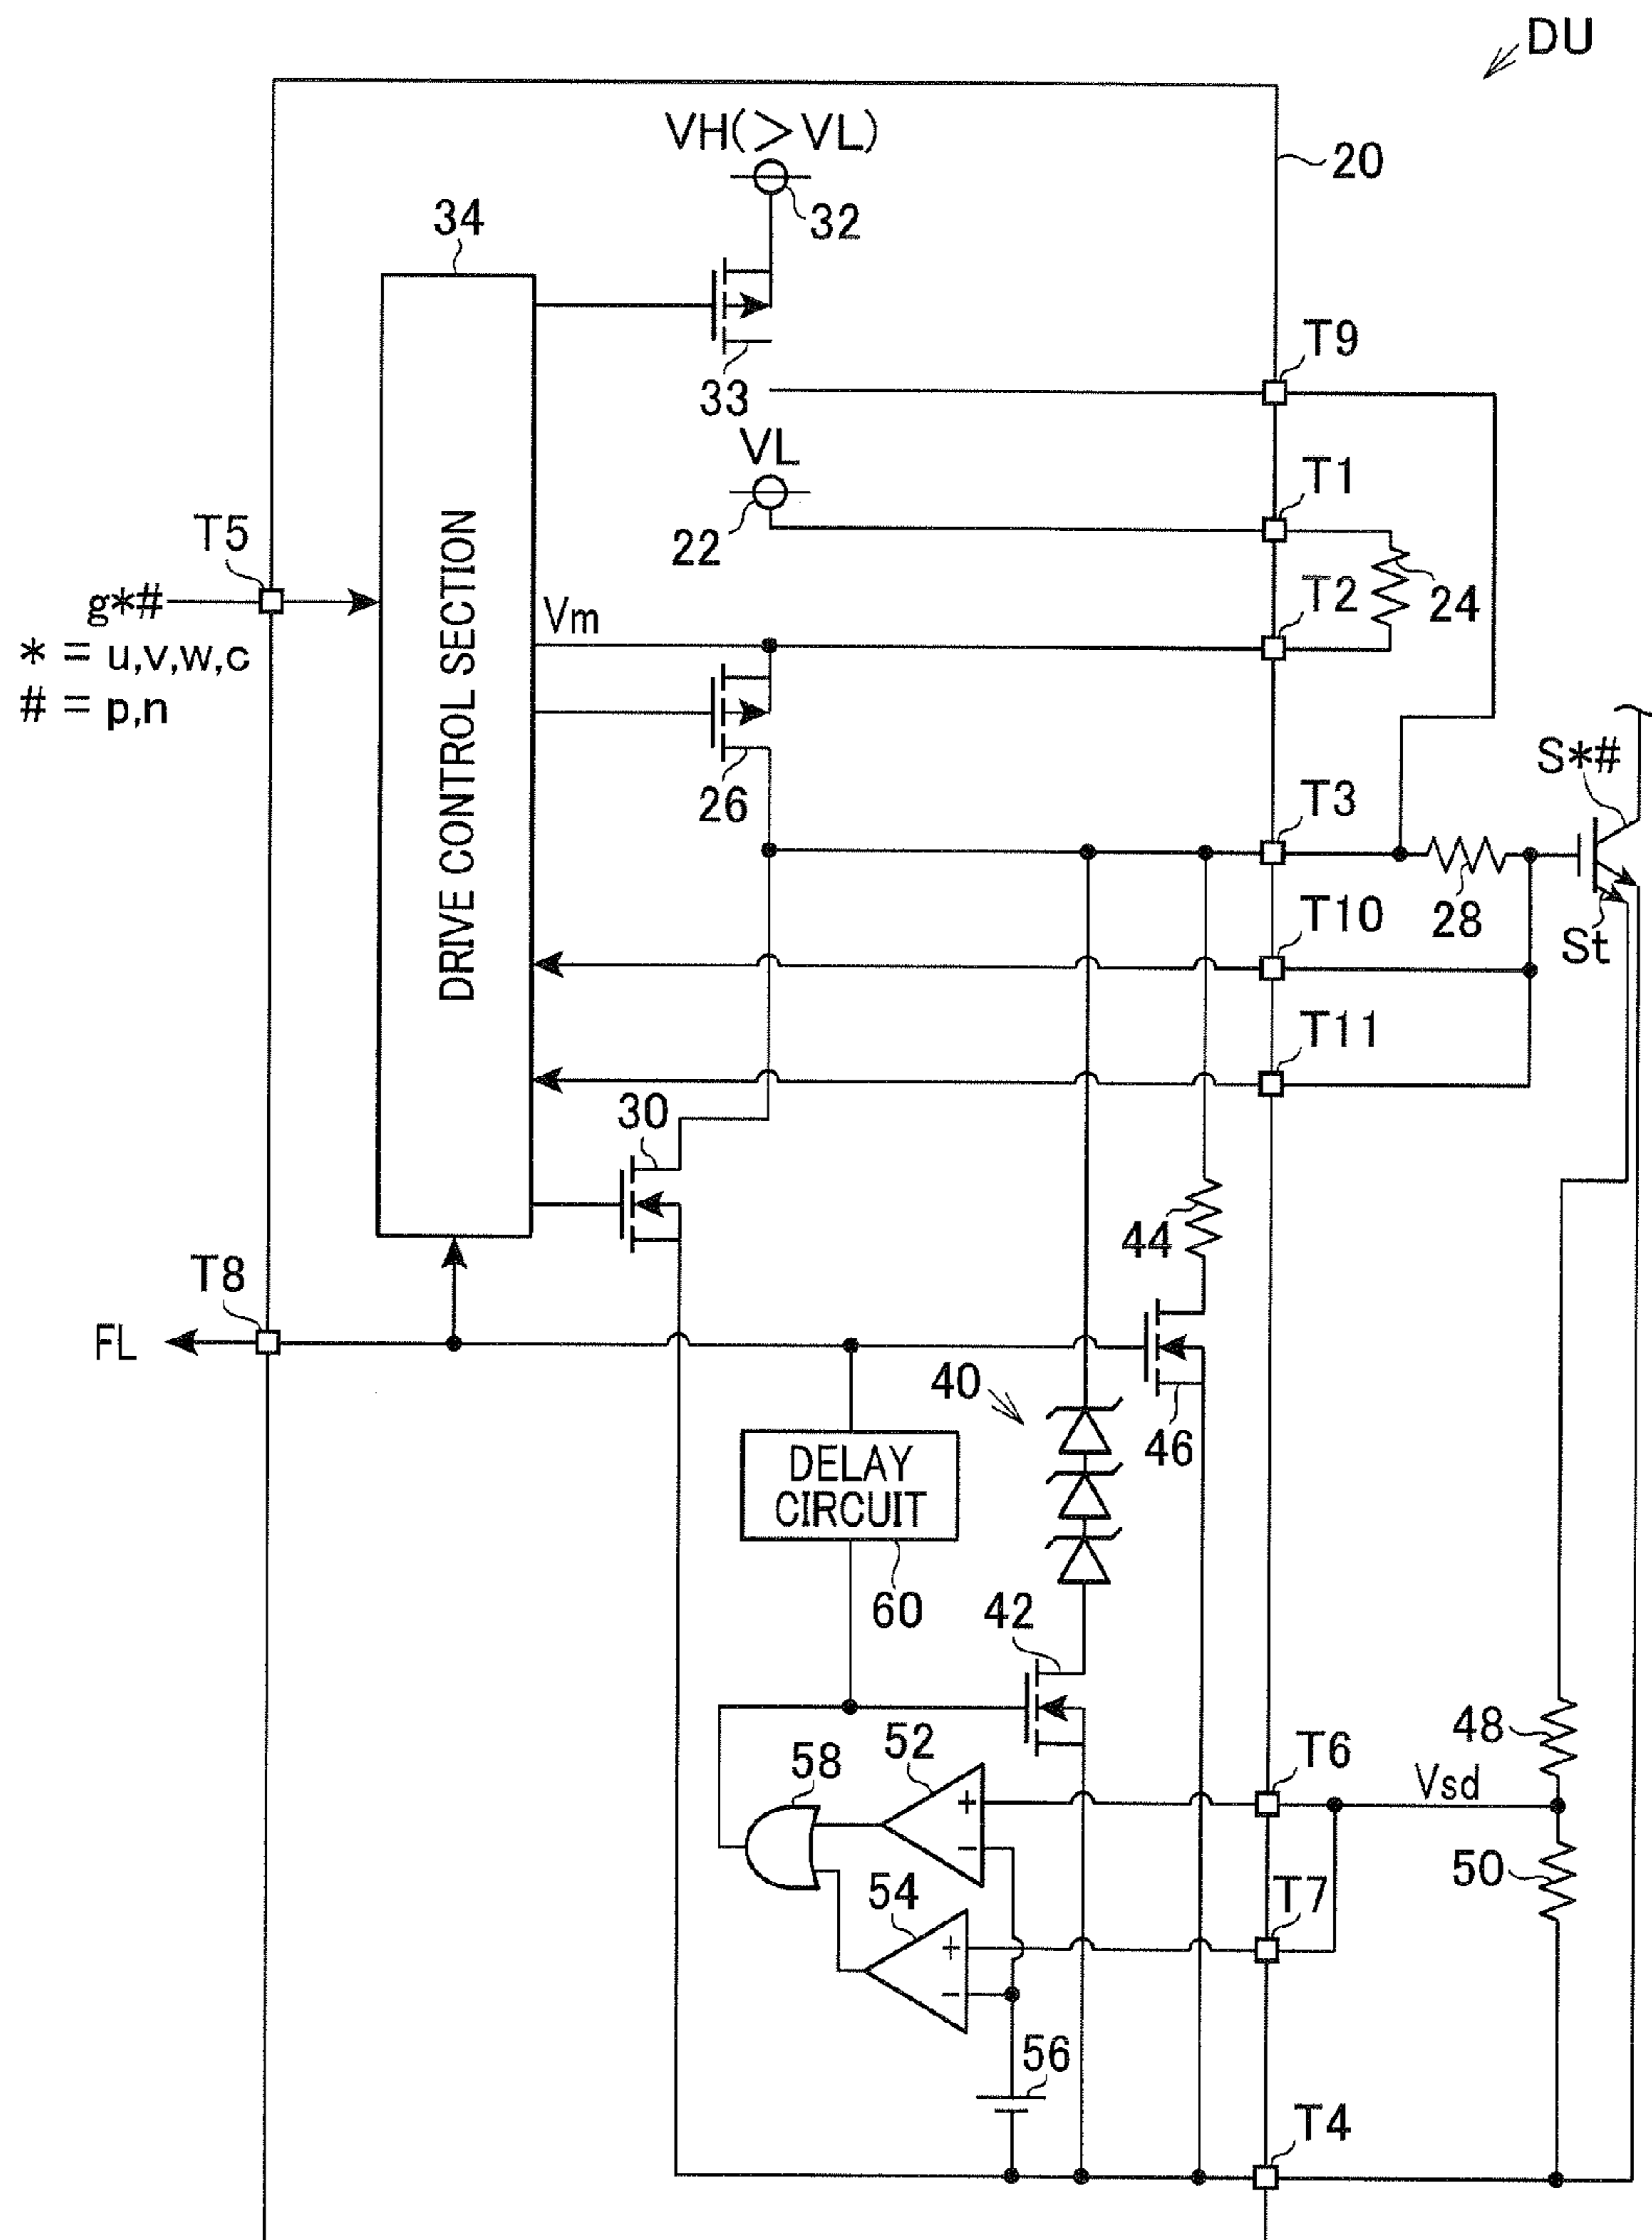 DU
VH(>VL)
20
32
34
T9
33
VL
T1
22
T5
T2
24
g*#
Vm
* = u,v,w,c
# = p,n
DRIVE CONTROL SECTION
S*#
26
T3
28
T10
St
T11
30
44
T8
FL
40
46
DELAY
CIRCUIT
60
42
48
T6
52
58
Vsd
+
−
50
54
T7
+
−
56
T4